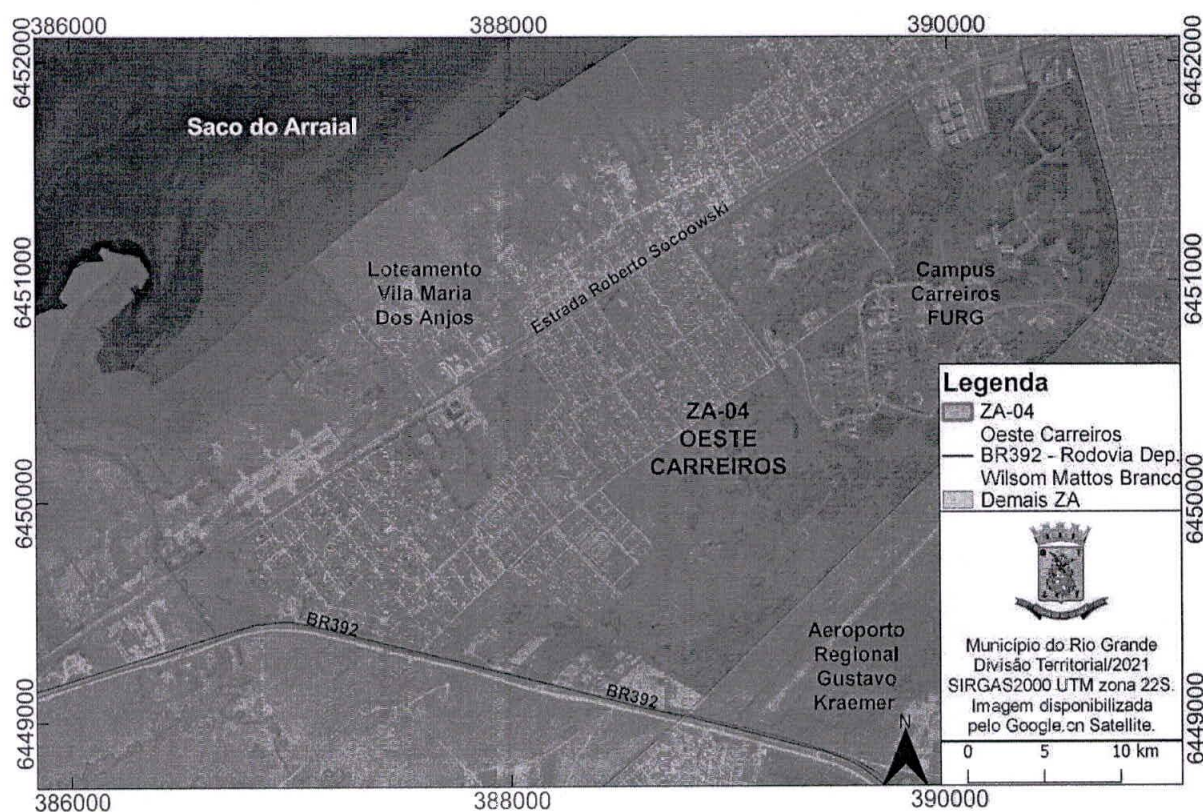 386000
388000
390000
6452000
6452000
Saco do Arraial
Loteamento
Vila Maria
Dos Anjos
Estrada Roberto Socoowski
Campus
Carreiros
FURG
6451000
6451000
ZA-04
OESTE
CARREIROS
6450000
6450000
BR392
BR392
Aeroporto
Regional
Gustavo
Kraemer
6449000
6449000
N
Legenda
ZA-04
Oeste Carreiros
BR392 - Rodovia Dep.
Wilsom Mattos Branco
Demais ZA
Município do Rio Grande
Divisão Territorial/2021
SIRGAS2000 UTM zona 22S.
Imagem disponibilizada
pelo Google.cn Satellite.
0 5 10 km
386000
388000
390000